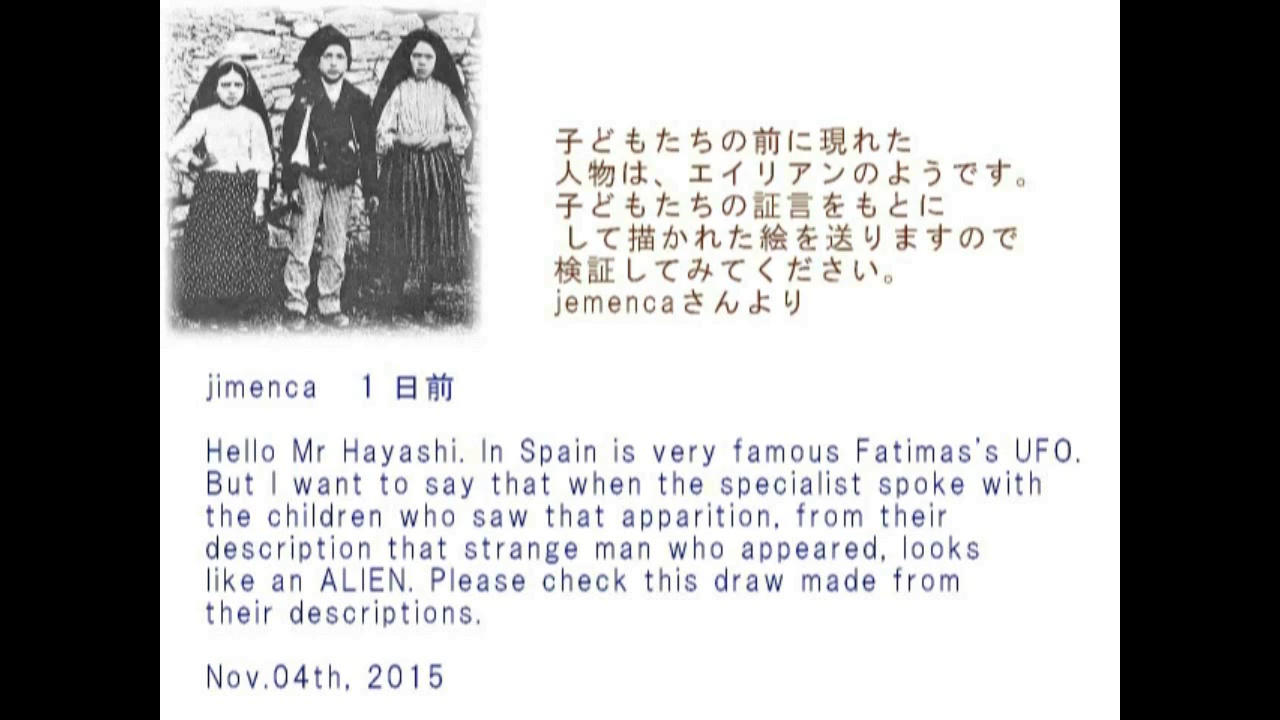 子どもたちの前に現れた
人物は、エイリアンのようです。
子どもたちの証言をもとに
して描かれた絵を送りますので
検証してみてください。
jemencaさんより
jimenca 1 日前
Hello Mr Hayashi. In Spain is very famous Fatimas's UFO.
But I want to say that when the specialist spoke with
the children who saw that apparition, from their
description that strange man who appeared, looks
like an ALIEN. Please check this draw made from
their descriptions.
Nov.04th, 2015